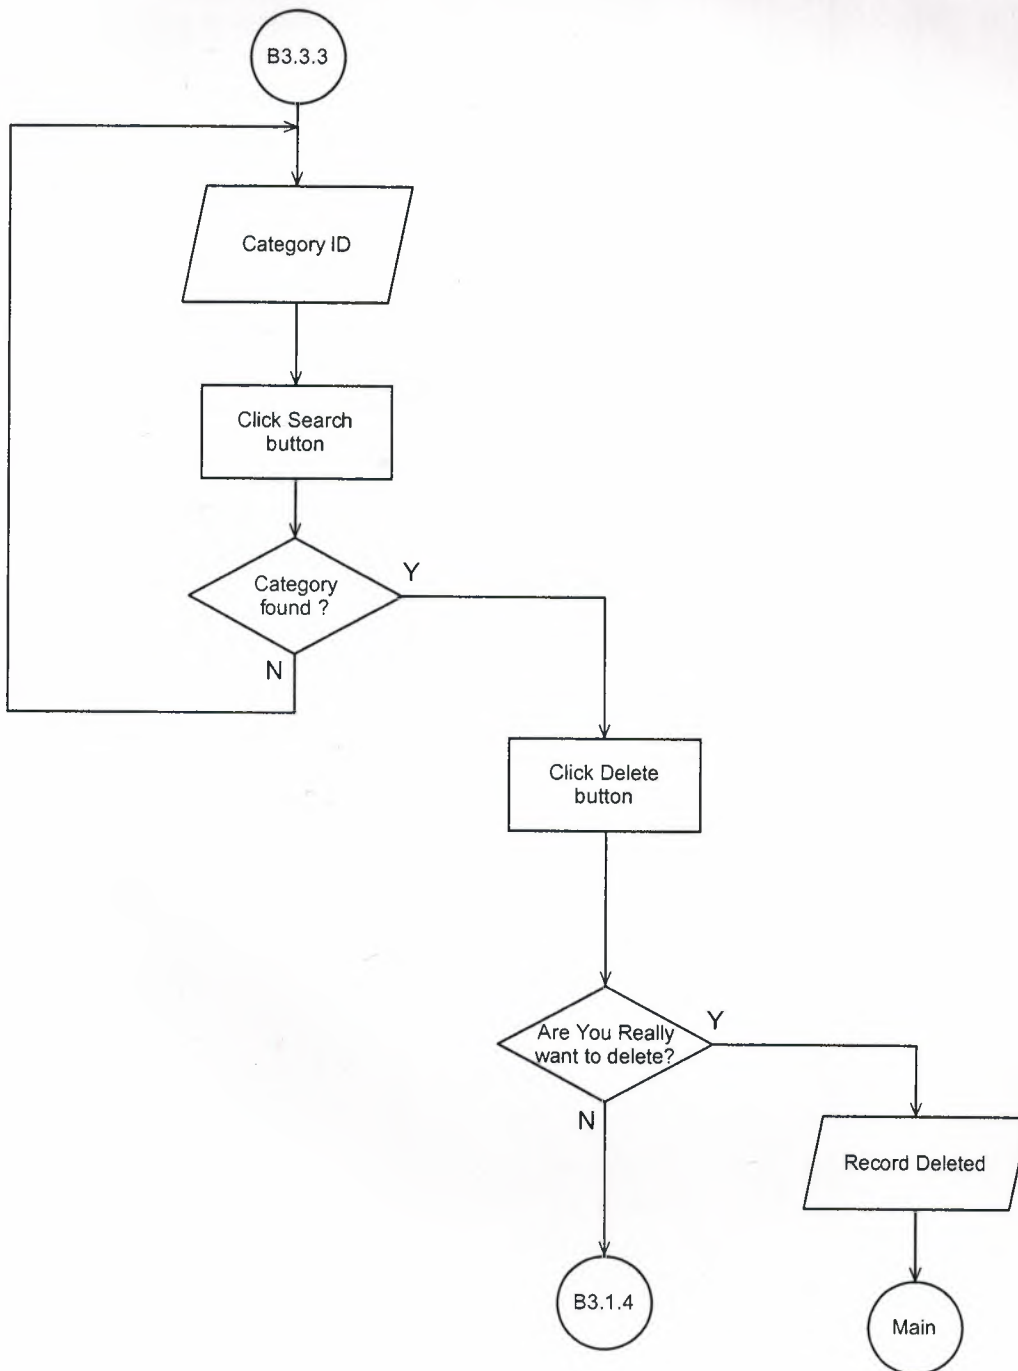 B3.3.3
Category ID
Click Search
button
Category
found ?
Y
N
Click Delete
button
Are You Really
want to delete?
Y
N
Record Deleted
B3.1.4
Main